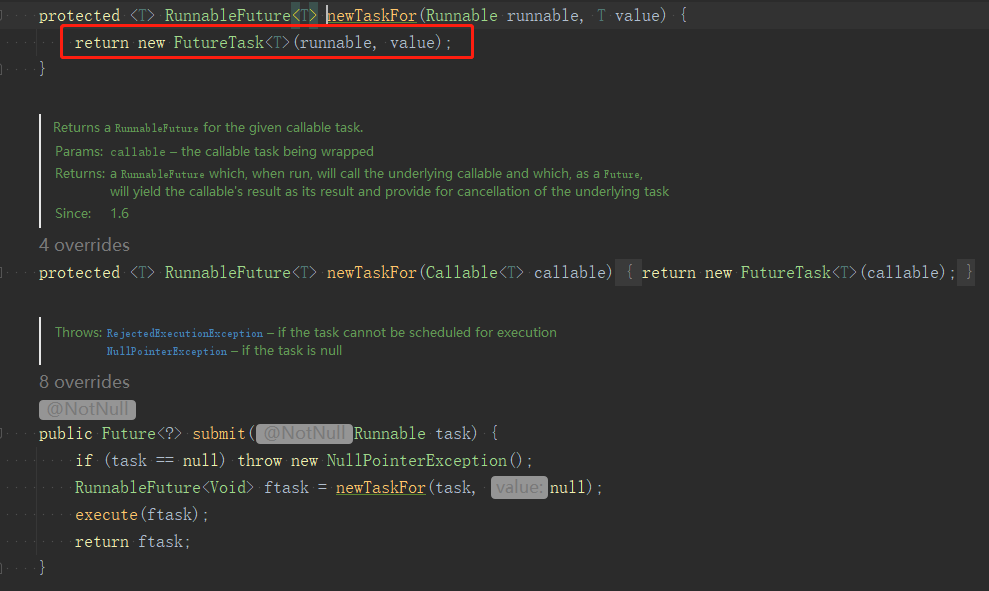 protected <T> RunnableFuture<T> newTaskFor(Runnable runnable, T value) {
return new FutureTask<T>(runnable, value);
}
Returns a RunnableFuture for the given callable task.
Params: callable – the callable task being wrapped
Returns: a RunnableFuture which, when run, will call the underlying callable and which, as a Future,
will yield the callable's result as its result and provide for cancellation of the underlying task
Since: 1.6
4 overrides
protected <T> RunnableFuture<T> newTaskFor(Callable<T> callable) { return new FutureTask<T>(callable); }
Throws: RejectedExecutionException – if the task cannot be scheduled for execution
NullPointerException – if the task is null
8 overrides
@NotNull
public Future<?> submit( @NotNull Runnable task) {
if (task == null) throw new NullPointerException();
RunnableFuture<Void> ftask = newTaskFor(task, value: null);
execute(ftask);
return ftask;
}